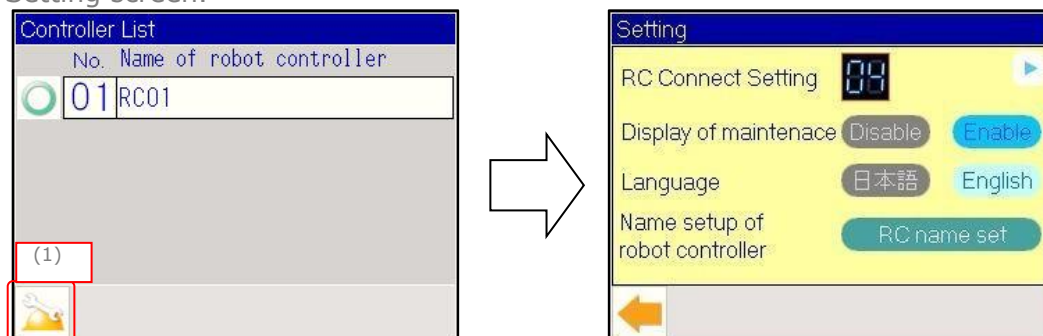 Setting screen.
Controller List
No. Name of robot controller
01 RC01
(1)
Setting
RC Connect Setting 04
Display of maintenace Disable Enable
Language 日本語 English
Name setup of
robot controller
RC name set